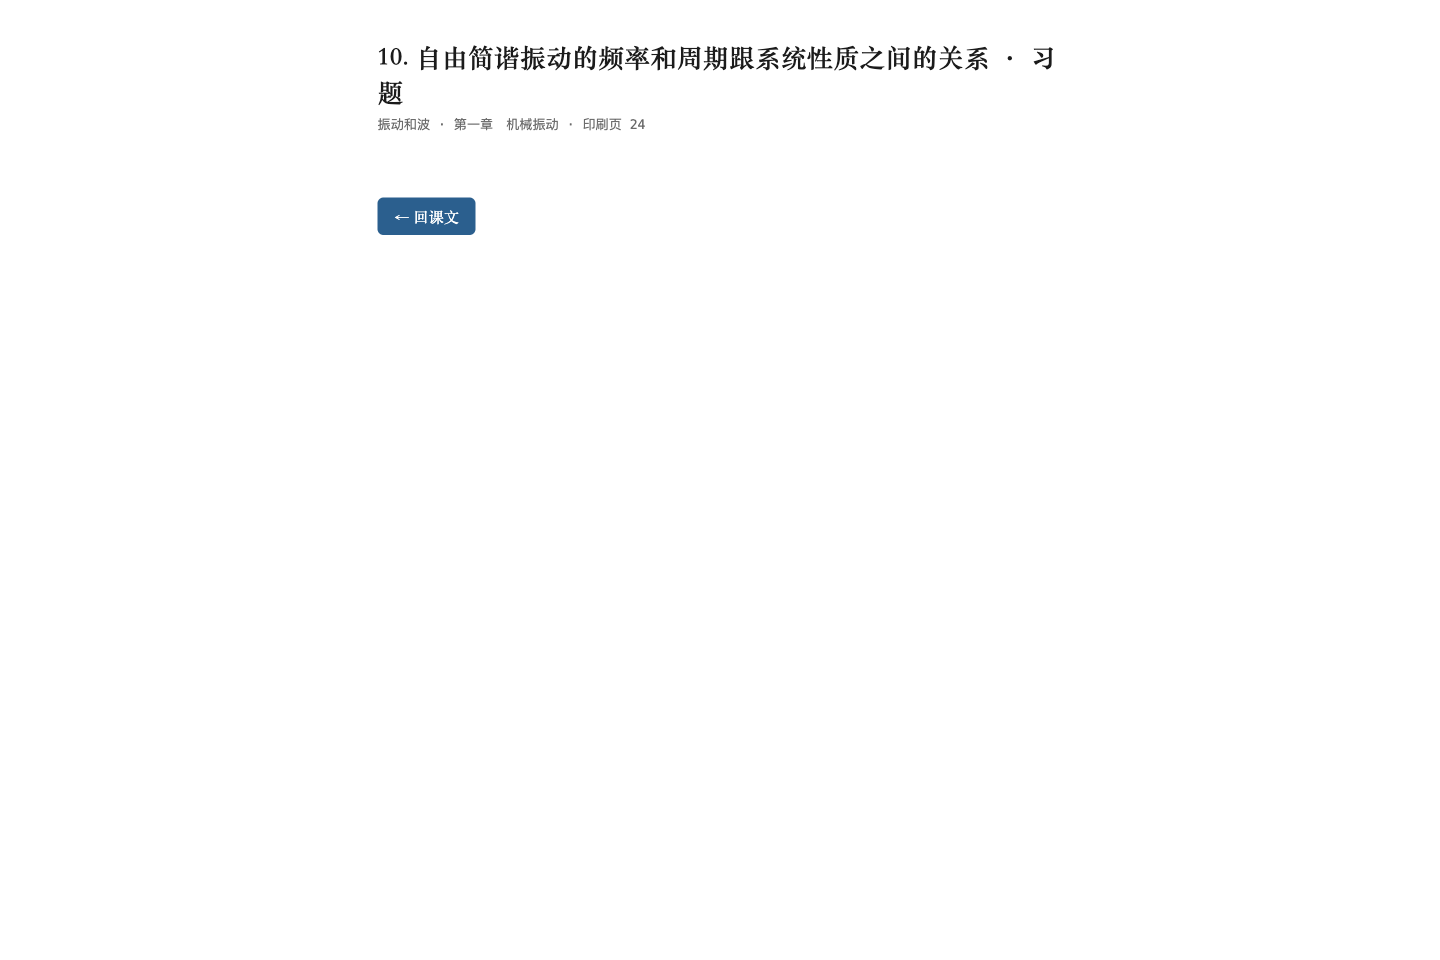 10. 自由简谐振动的频率和周期跟系统性质之间的关系 · 习
题
振动和波 · 第一章　机械振动 · 印刷页 24
← 回课文